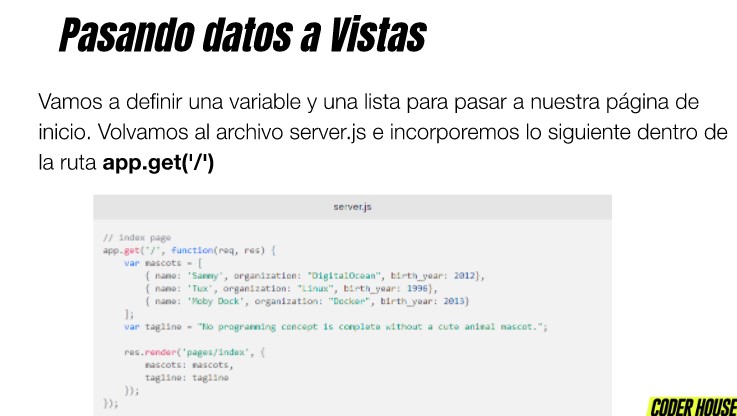 Pasando datos a Vistas
Vamos a definir una variable y una lista para pasar a nuestra página de
inicio. Volvamos al archivo server.js e incorporemos lo siguiente dentro de
la ruta app.get('/')
server.js
// index page
app.get('/', function(req, res) {
    var mascots = [
        { name: 'Sammy', organization: "DigitalOcean", birth_year: 2012},
        { name: 'Tux', organization: "Linux", birth_year: 1996},
        { name: 'Moby Dock', organization: "Docker", birth_year: 2013}
    ];
    var tagline = "No programming concept is complete without a cute animal mascot.";
    res.render('pages/index', {
        mascots: mascots,
        tagline: tagline
    });
});
CODER HOUSE